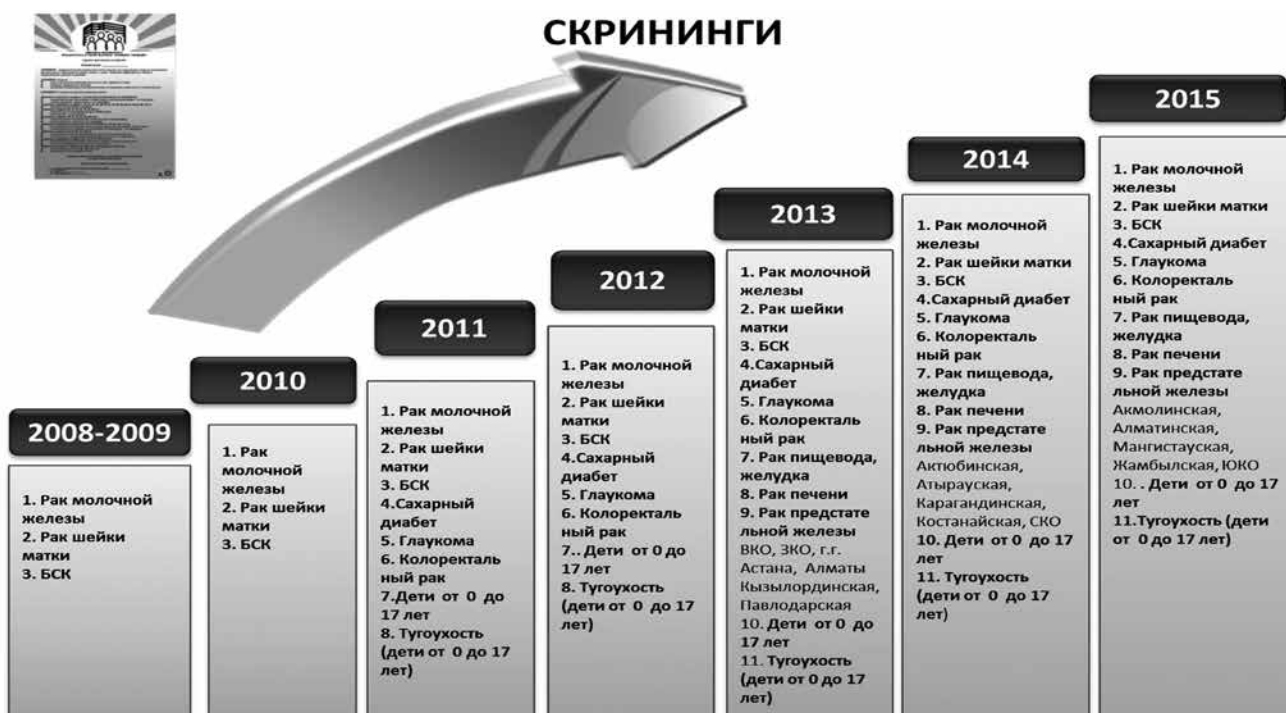 СКРИНИНГИ
2008-2009
1. Рак молочной
железы
2. Рак шейки
матки
3. БСК
2010
1. Рак
молочной
железы
2. Рак шейки
матки
3. БСК
2011
1. Рак молочной
железы
2. Рак шейки
матки
3. БСК
4.Сахарный
диабет
5. Глаукома
6. Колоректаль
ный рак
7.Дети от 0 до
17 лет
8. Тугоухость
(дети от 0 до 17
лет)
2012
1. Рак молочной
железы
2. Рак шейки
матки
3. БСК
4.Сахарный
диабет
5. Глаукома
6. Колоректаль
ный рак
7.. Дети от 0 до
17 лет
8. Тугоухость
(дети от 0 до 17
лет)
2013
1. Рак молочной
железы
2. Рак шейки
матки
3. БСК
4.Сахарный
диабет
5. Глаукома
6. Колоректаль
ный рак
7. Рак пищевода,
желудка
8. Рак печени
9. Рак предстате
льной железы
ВКО, ЗКО, г.г.
Астана, Алматы
Кызылординская,
Павлодарская
10. Дети от 0 до
17 лет
11. Тугоухость
(дети от 0 до 17
лет)
2014
1. Рак молочной
железы
2. Рак шейки матки
3. БСК
4.Сахарный диабет
5. Глаукома
6. Колоректаль
ный рак
7. Рак пищевода,
желудка
8. Рак печени
9. Рак предстате
льной железы
Актюбинская,
Атырауская,
Карагандинская,
Костанайская, СКО
10. Дети от 0 до 17
лет
11. Тугоухость
(дети от 0 до 17
лет)
2015
1. Рак молочной
железы
2. Рак шейки матки
3. БСК
4.Сахарный диабет
5. Глаукома
6. Колоректаль
ный рак
7. Рак пищевода,
желудка
8. Рак печени
9. Рак предстате
льной железы
Акмолинская,
Алматинская,
Мангистауская,
Жамбылская, ЮКО
10. . Дети от 0 до 17
лет
11.Тугоухость (дети
от 0 до 17 лет)